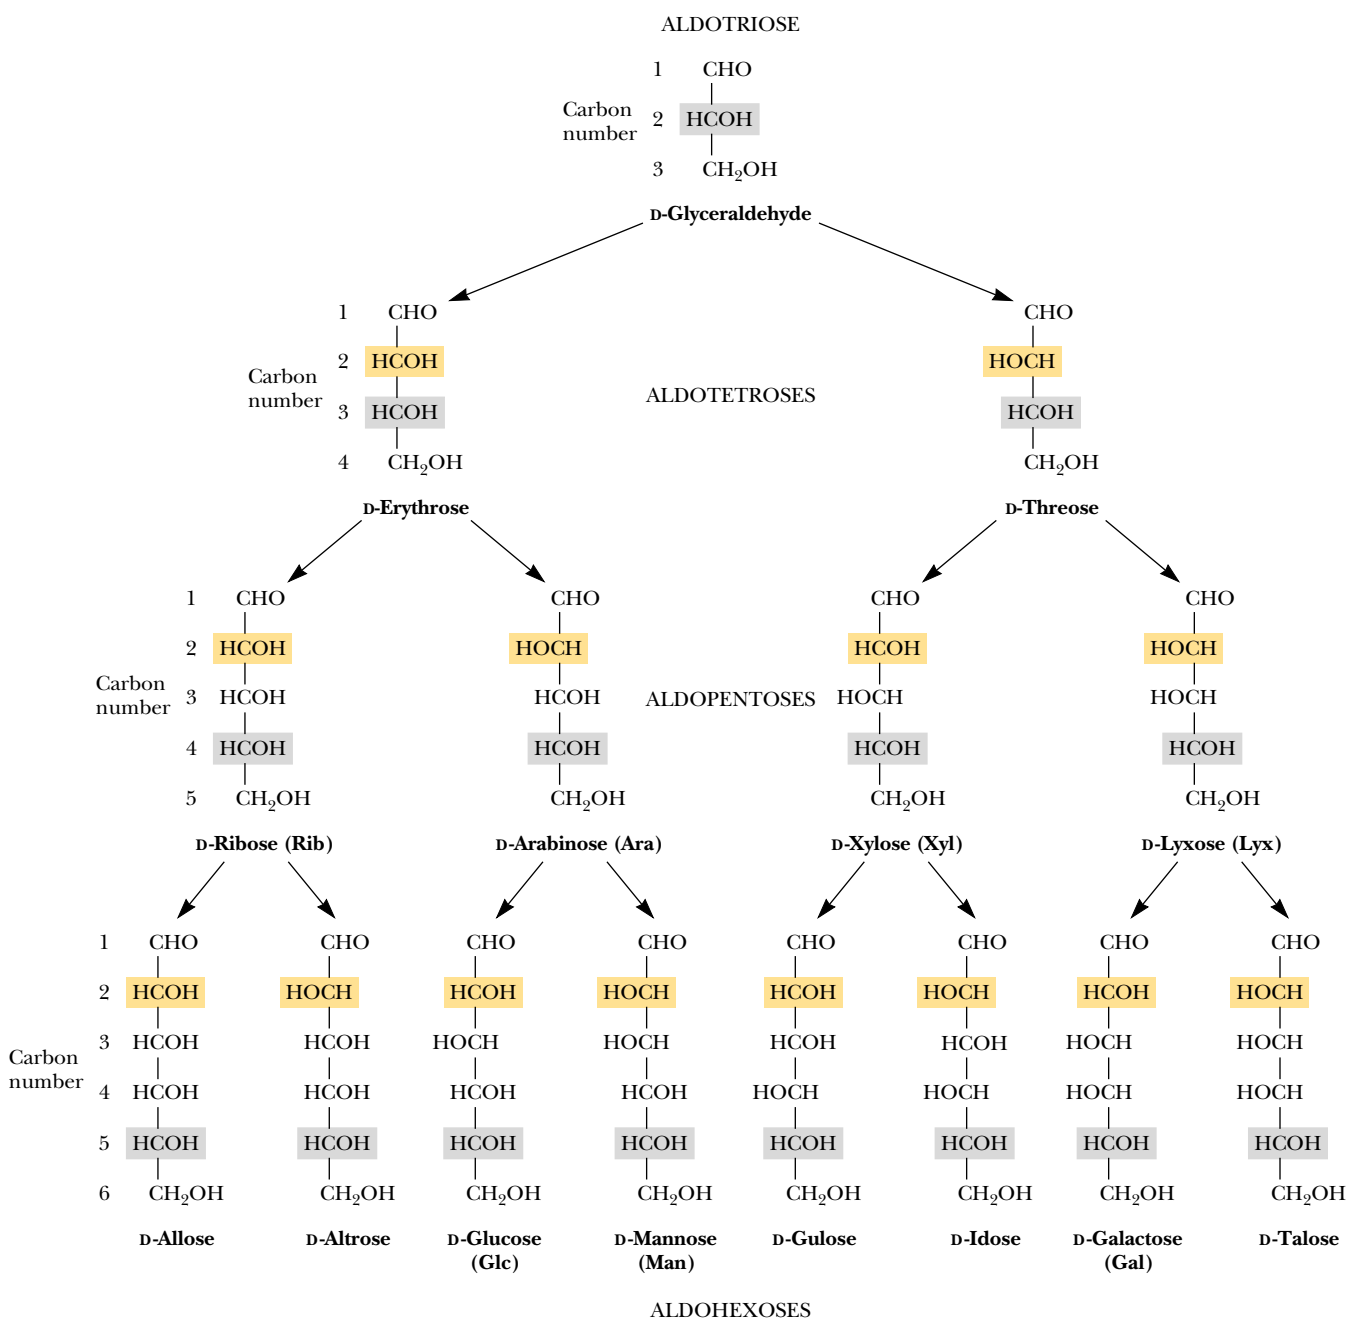 ALDOTRIOSE
1 CHO
Carbon number 2 HCOH
3 CH₂OH
D-Glyceraldehyde
1 CHO CHO
2 HCOH HOCH
Carbon number ALDOTETROSES
3 HCOH HCOH
4 CH₂OH CH₂OH
D-Erythrose D-Threose
1 CHO CHO CHO CHO
2 HCOH HOCH HCOH HOCH
Carbon number 3 HCOH HCOH ALDOPENTOSES HOCH HOCH
4 HCOH HCOH HCOH HCOH
5 CH₂OH CH₂OH CH₂OH CH₂OH
D-Ribose (Rib) D-Arabinose (Ara) D-Xylose (Xyl) D-Lyxose (Lyx)
1 CHO CHO CHO CHO CHO CHO CHO CHO
2 HCOH HOCH HCOH HOCH HCOH HOCH HCOH HOCH
3 HCOH HCOH HOCH HOCH HCOH HCOH HOCH HOCH
Carbon number
4 HCOH HCOH HCOH HCOH HOCH HOCH HOCH HOCH
5 HCOH HCOH HCOH HCOH HCOH HCOH HCOH HCOH
6 CH₂OH CH₂OH CH₂OH CH₂OH CH₂OH CH₂OH CH₂OH CH₂OH
D-Allose D-Altrose D-Glucose (Glc) D-Mannose (Man) D-Gulose D-Idose D-Galactose (Gal) D-Talose
ALDOHEXOSES